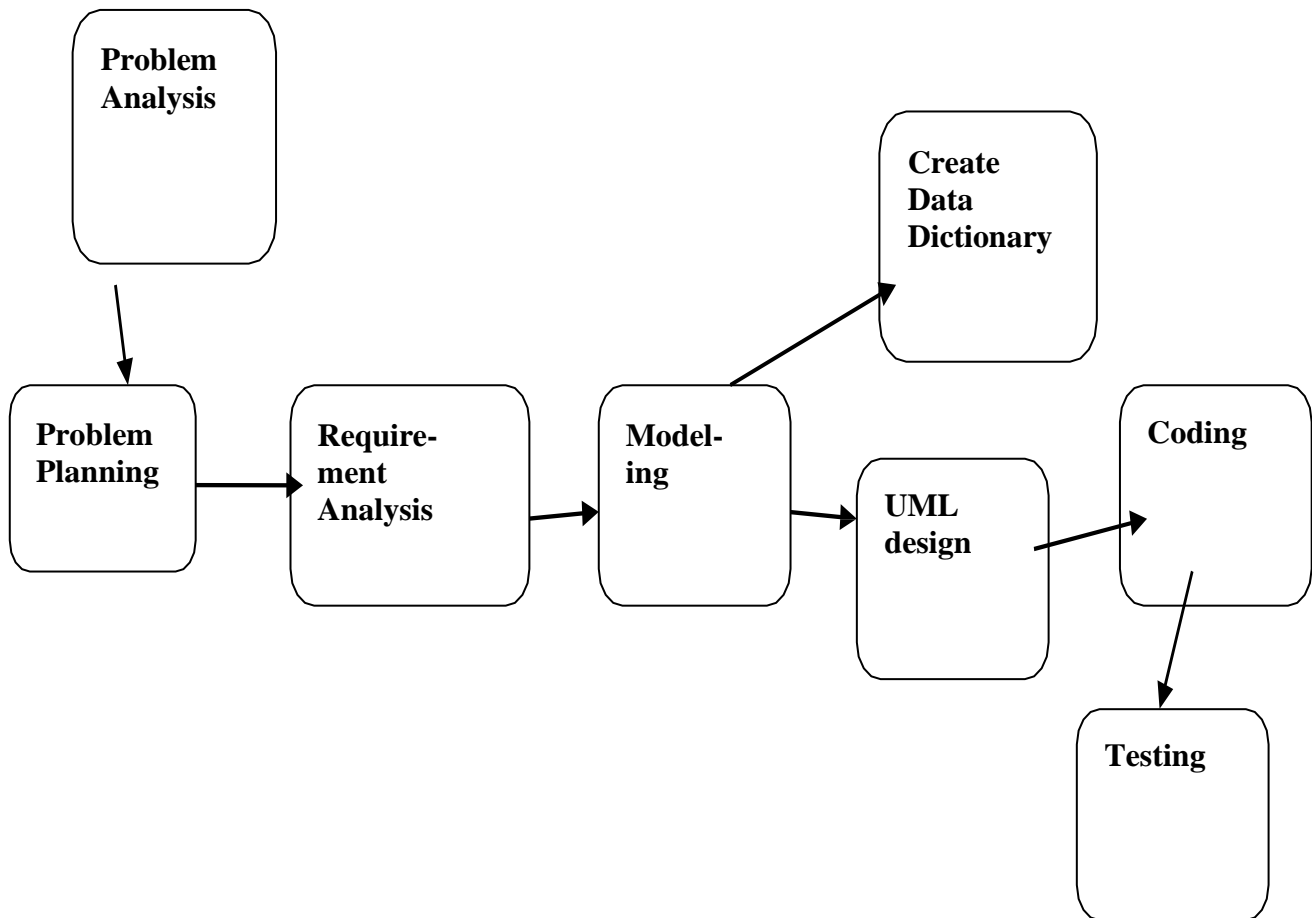 Problem
Analysis
Create
Data
Dictionary
Problem
Planning
Require-
ment
Analysis
Model-
ing
UML
design
Coding
Testing